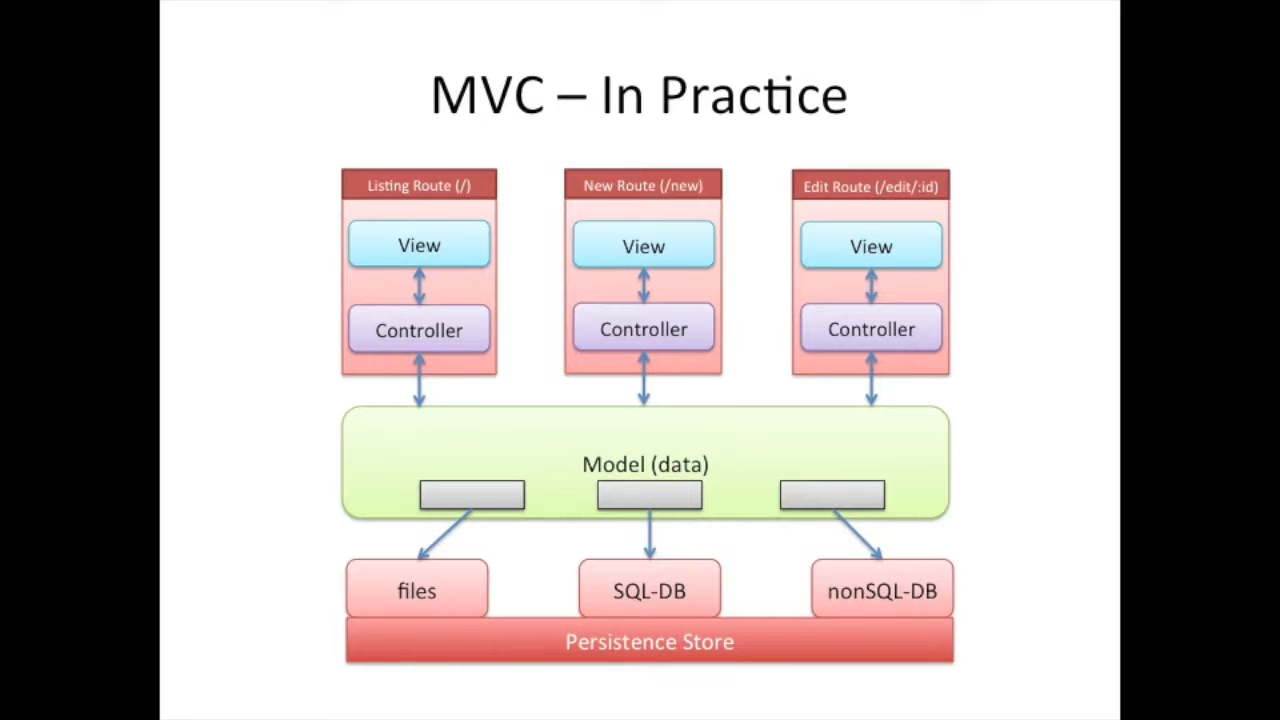 MVC – In Practice
Listing Route (/)
New Route (/new)
Edit Route (/edit/:id)
View
View
View
Controller
Controller
Controller
Model (data)
files
SQL-DB
nonSQL-DB
Persistence Store